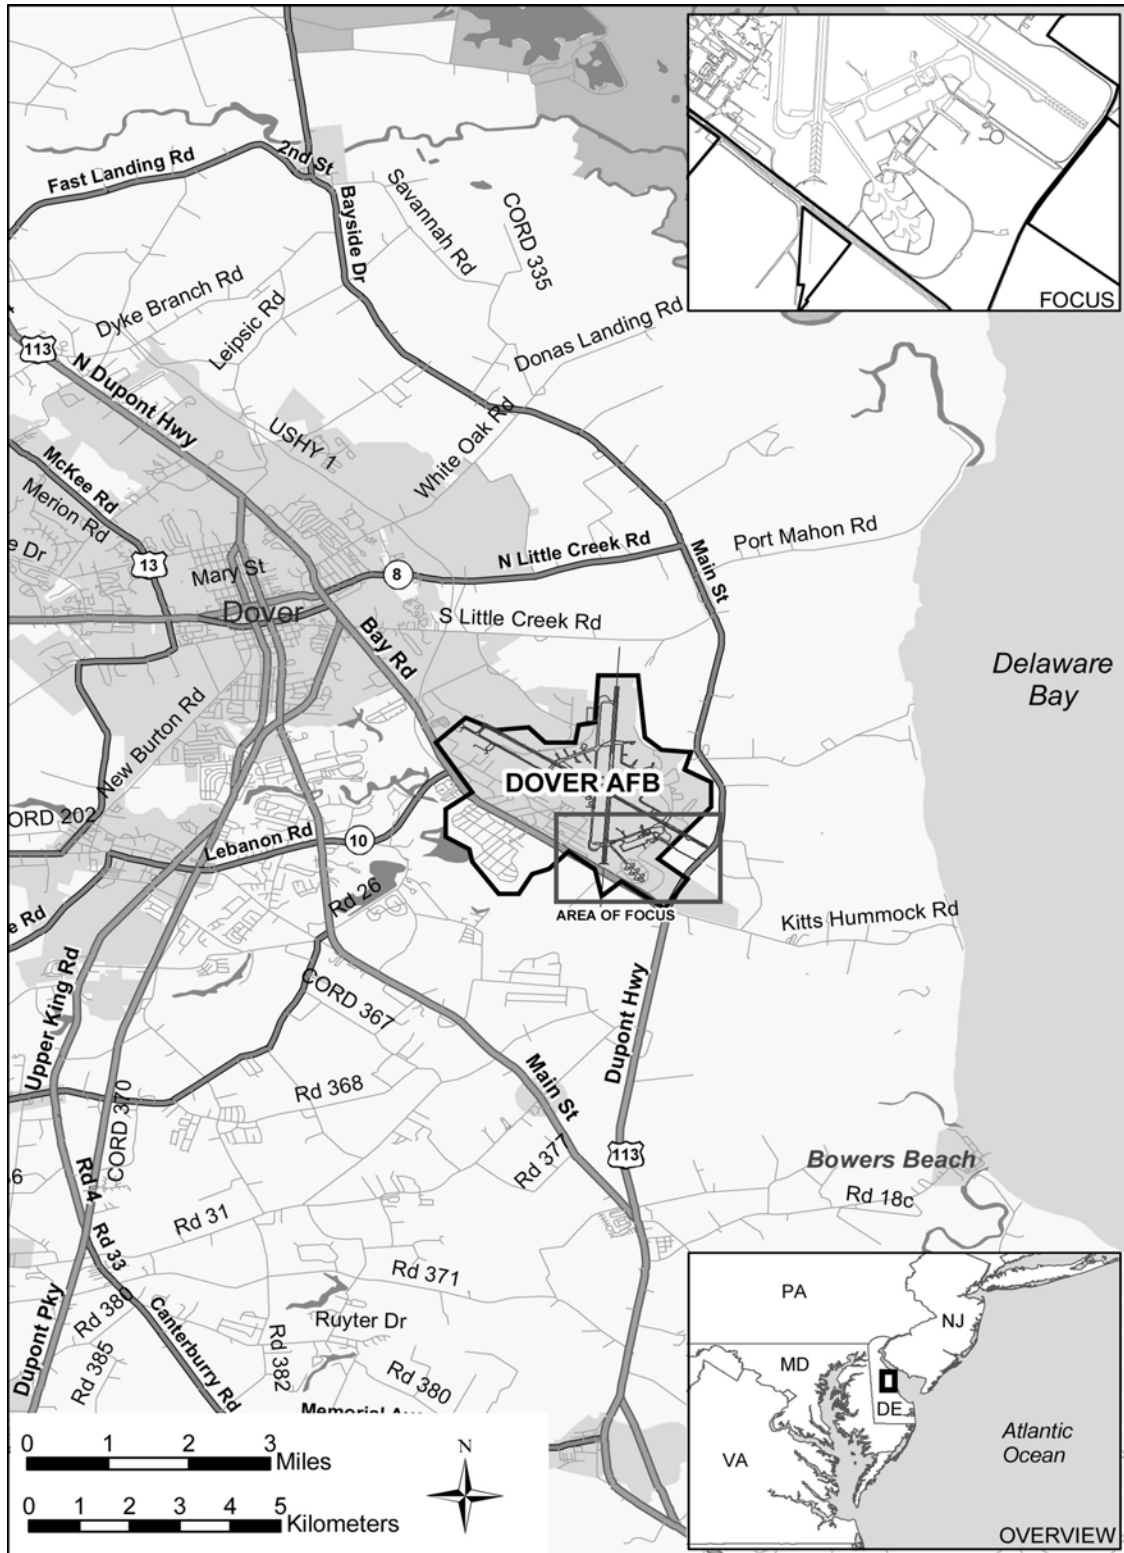 FOCUS
Fast Landing Rd
2nd St
Bayside Dr
Savannah Rd
CORD 335
Dyke Branch Rd
Leipsic Rd
Donas Landing Rd
113
N Dupont Hwy
USHY 1
White Oak Rd
McKee Rd
Merion Rd
e Dr
13
Mary St
8
N Little Creek Rd
Main St
Port Mahon Rd
Dover
S Little Creek Rd
Bay Rd
Delaware
Bay
New Burton Rd
DOVER AFB
CORD 202
Lebanon Rd
10
Rd 26
AREA OF FOCUS
Kitts Hummock Rd
e Rd
Upper King Rd
CORD 367
Dupont Hwy
Rd 368
Main St
CORD 370
Rd 377
113
Bowers Beach
Rd 18c
6
Rd 4
Rd 31
Rd 33
Rd 371
Rd 380
Ruyter Dr
Canterburry Rd
Dupont Pky
Rd 385
Rd 382
Rd 380
PA
NJ
MD
DE
VA
Atlantic
Ocean
OVERVIEW
0 1 2 3
Miles
0 1 2 3 4 5
Kilometers
N